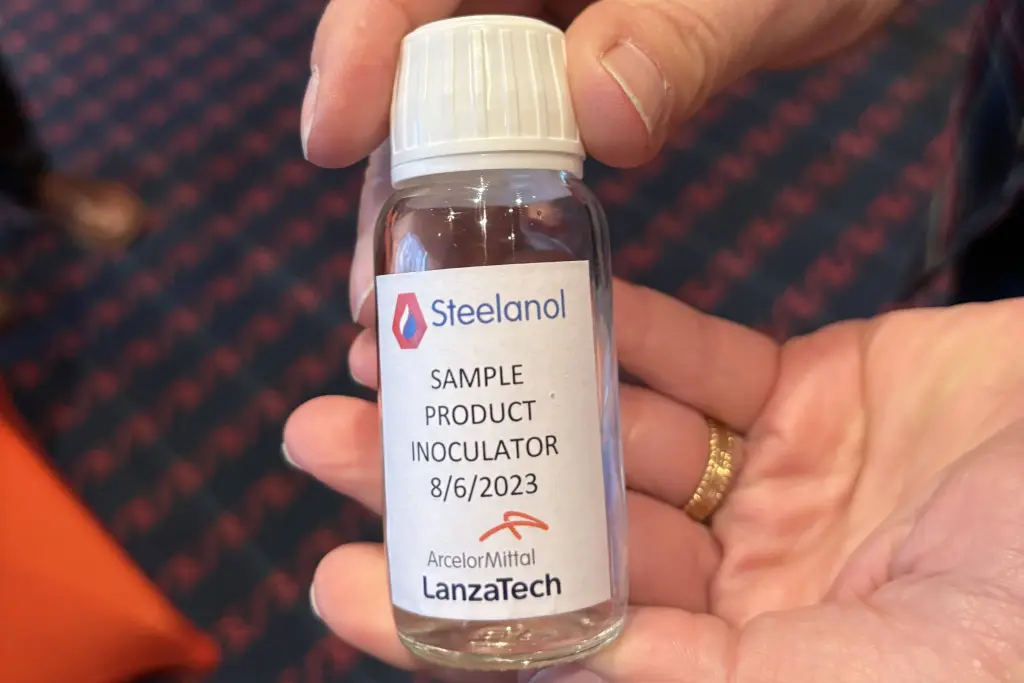 Steelanol
SAMPLE
PRODUCT
INOCULATOR
8/6/2023
ArcelorMittal
LanzaTech